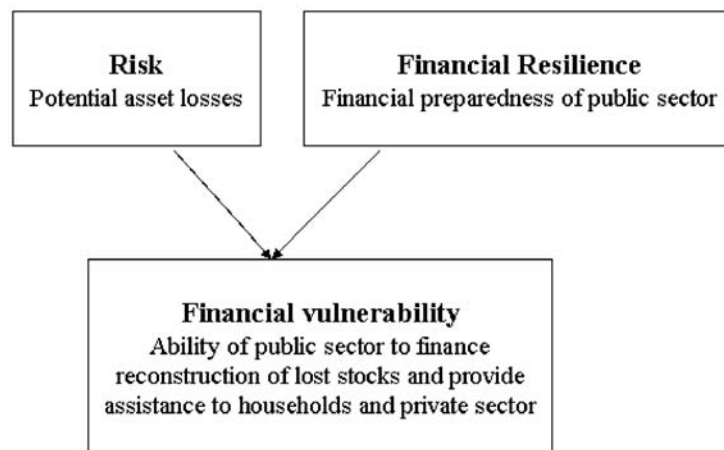 Risk
Potential asset losses
Financial Resilience
Financial preparedness of public sector
Financial vulnerability
Ability of public sector to finance
reconstruction of lost stocks and provide
assistance to households and private sector